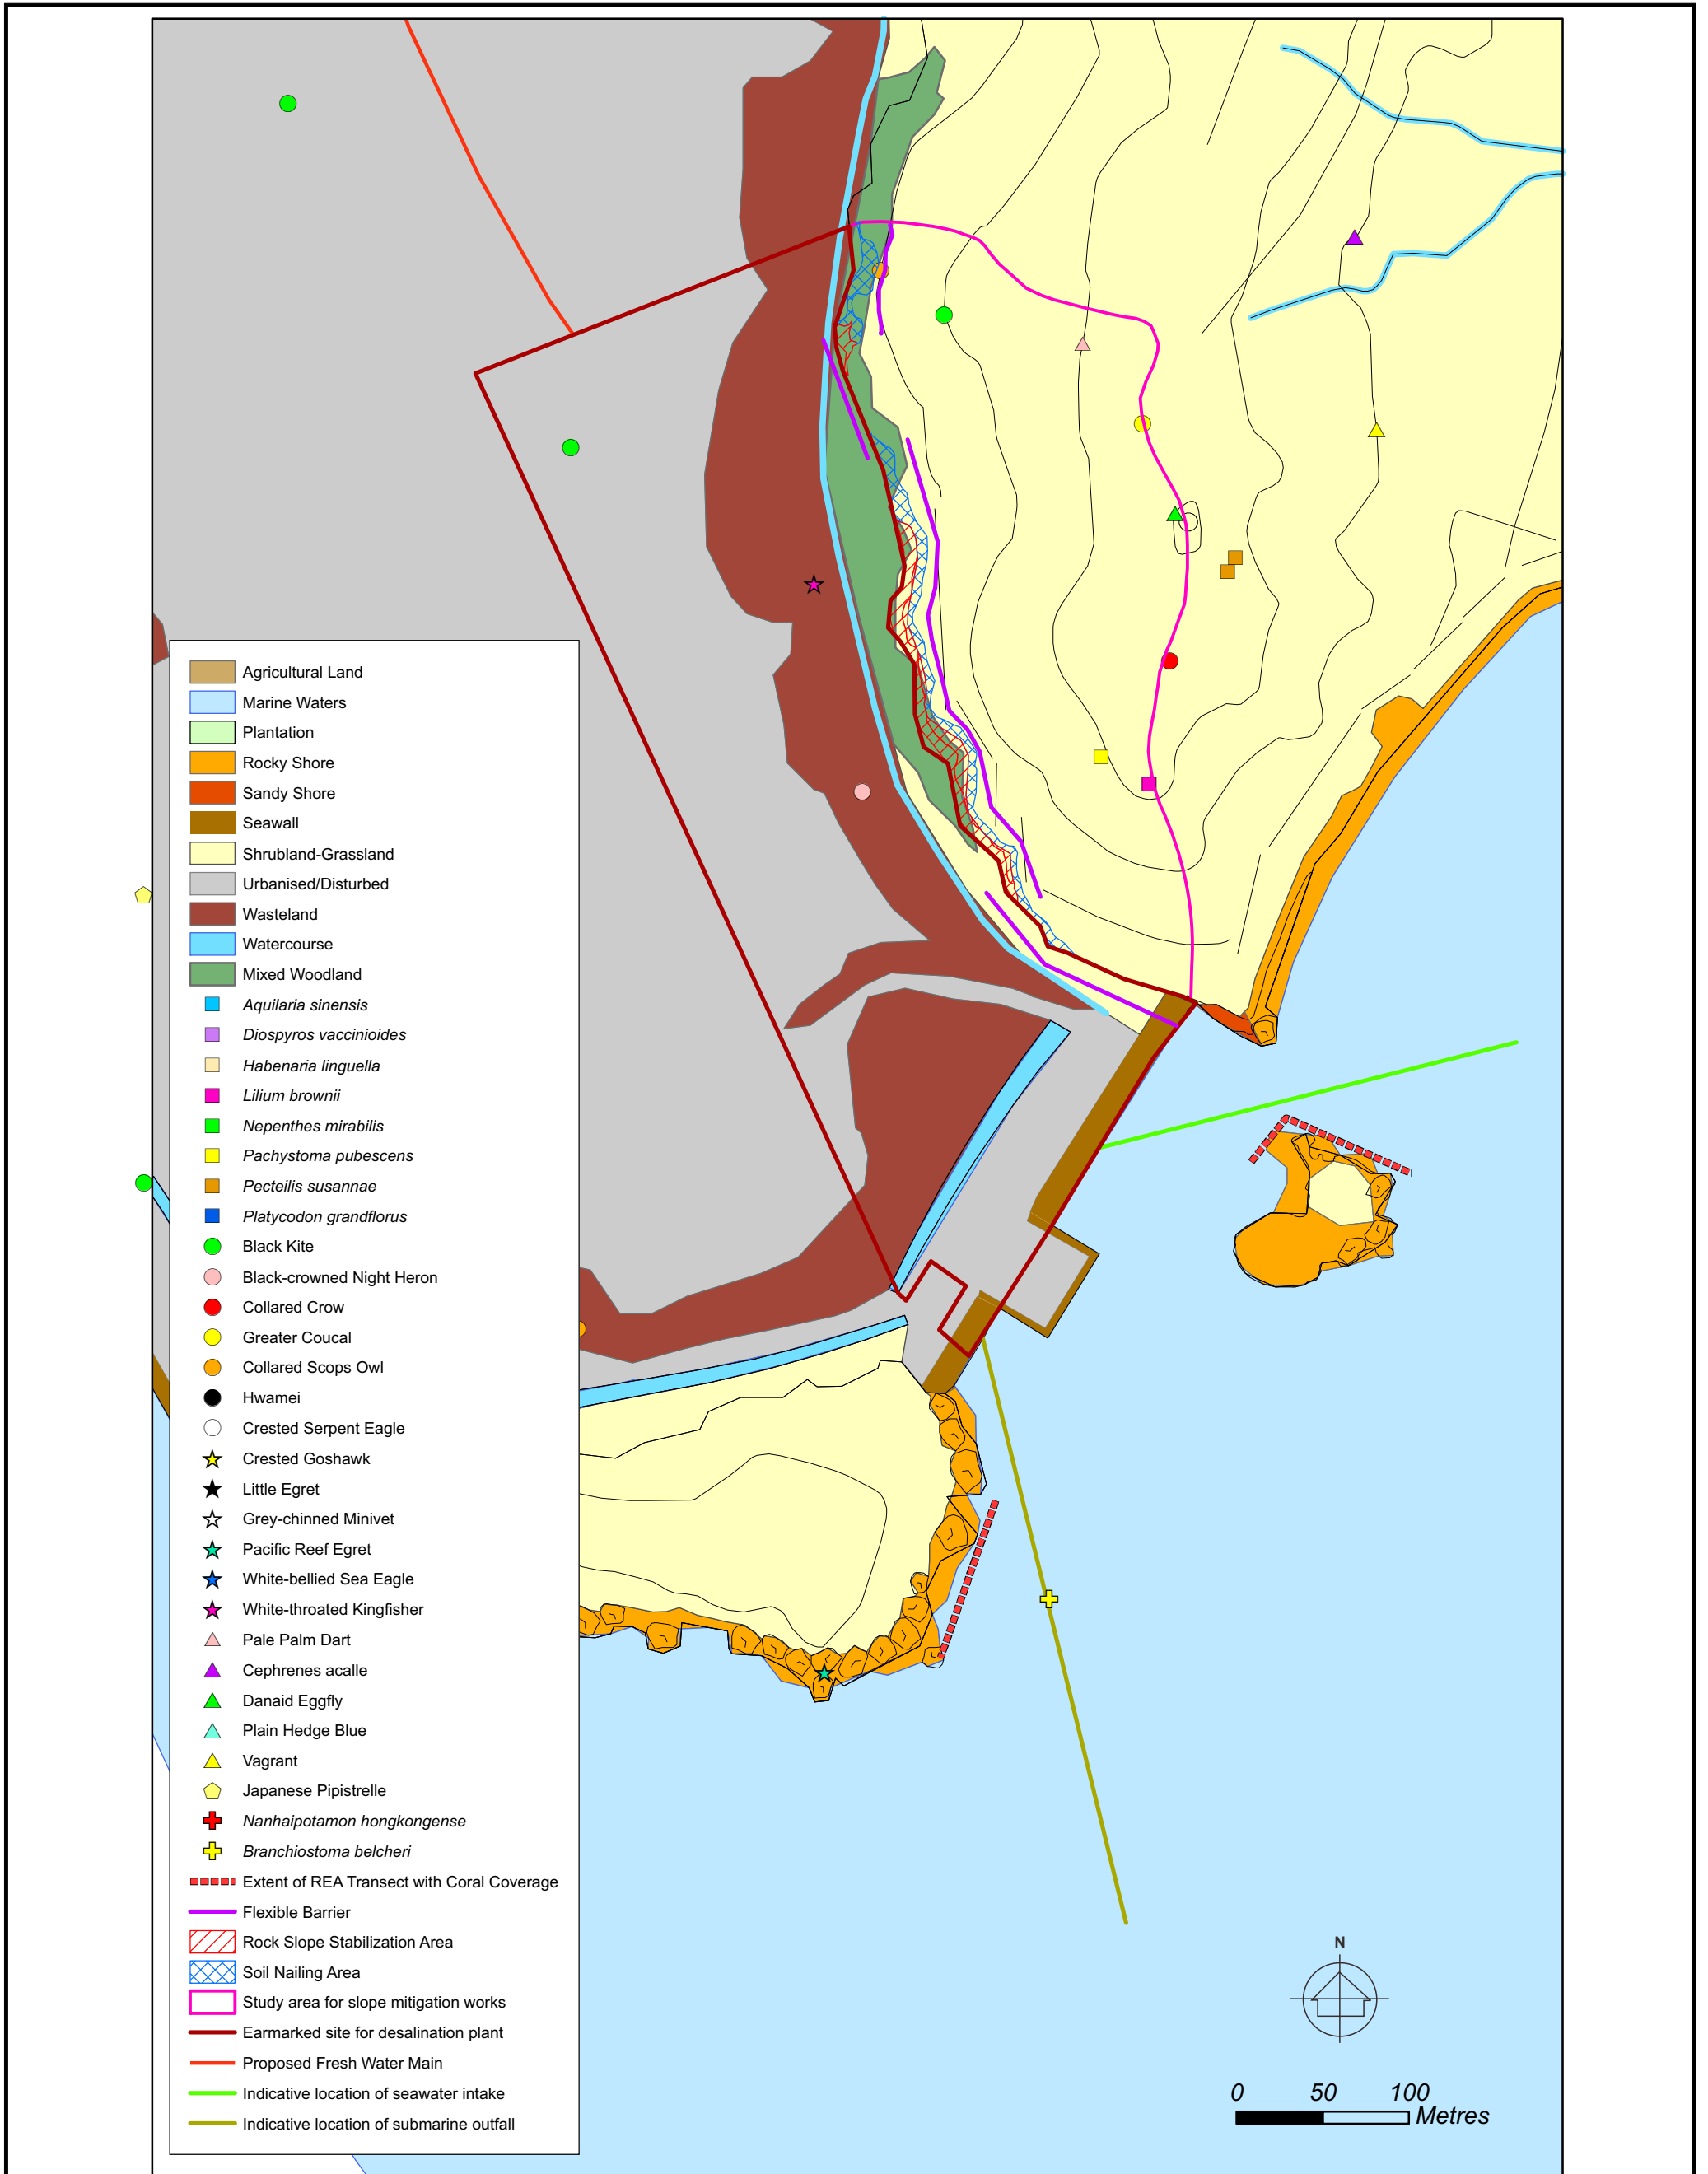 Agricultural Land
Marine Waters
Plantation
Rocky Shore
Sandy Shore
Seawall
Shrubland-Grassland
Urbanised/Disturbed
Wasteland
Watercourse
Mixed Woodland
Aquilaria sinensis
Diospyros vaccinioides
Habenaria linguella
Lilium brownii
Nepenthes mirabilis
Pachystoma pubescens
Pecteilis susannae
Platycodon grandflorus
Black Kite
Black-crowned Night Heron
Collared Crow
Greater Coucal
Collared Scops Owl
Hwamei
Crested Serpent Eagle
Crested Goshawk
Little Egret
Grey-chinned Minivet
Pacific Reef Egret
White-bellied Sea Eagle
White-throated Kingfisher
Pale Palm Dart
Cephrenes acalle
Danaid Eggfly
Plain Hedge Blue
Vagrant
Japanese Pipistrelle
Nanhaipotamon hongkongense
Branchiostoma belcheri
Extent of REA Transect with Coral Coverage
Flexible Barrier
Rock Slope Stabilization Area
Soil Nailing Area
Study area for slope mitigation works
Earmarked site for desalination plant
Proposed Fresh Water Main
Indicative location of seawater intake
Indicative location of submarine outfall
N
0 50 100
Metres